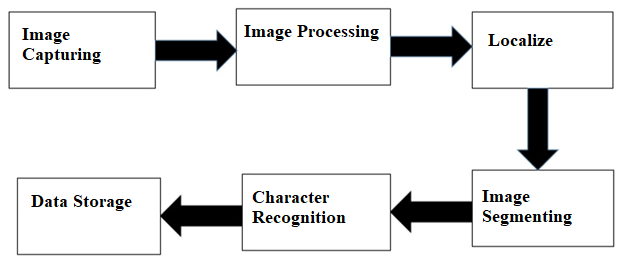 Image
Capturing
Image Processing
Localize
Image
Segmenting
Character
Recognition
Data Storage